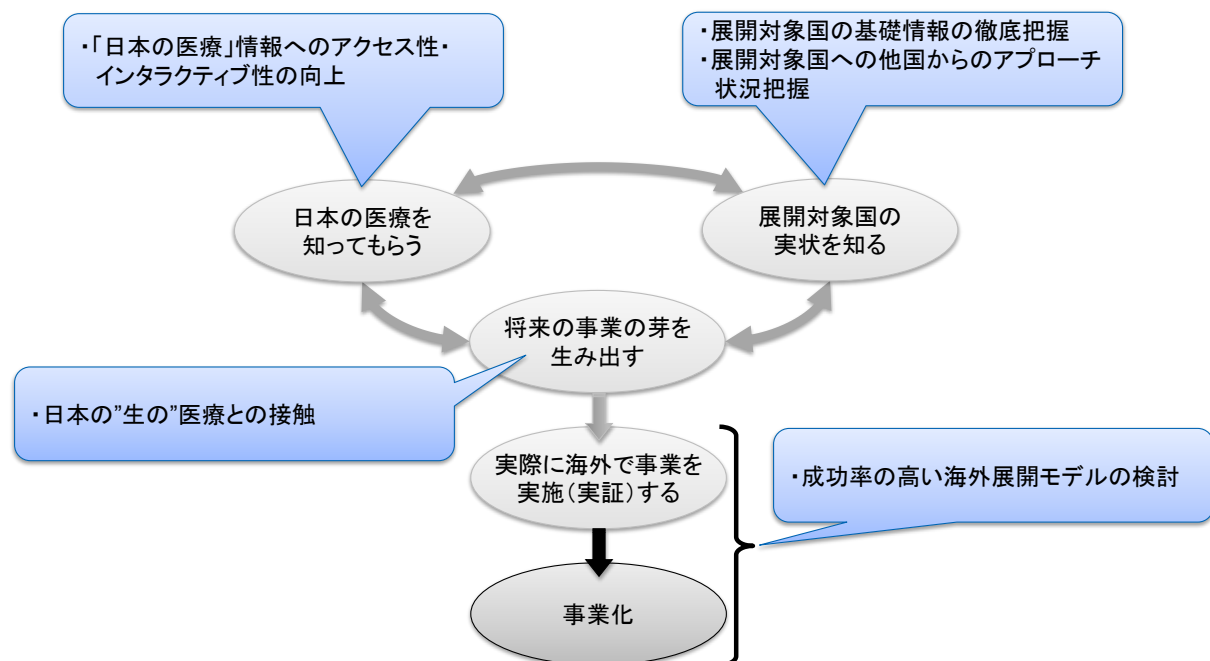 ・「日本の医療」情報へのアクセス性・
インタラクティブ性の向上
・展開対象国の基礎情報の徹底把握
・展開対象国への他国からのアプローチ
状況把握
日本の医療を
知ってもらう
展開対象国の
実状を知る
将来の事業の芽を
生み出す
・日本の”生の”医療との接触
実際に海外で事業を
実施(実証)する
・成功率の高い海外展開モデルの検討
事業化